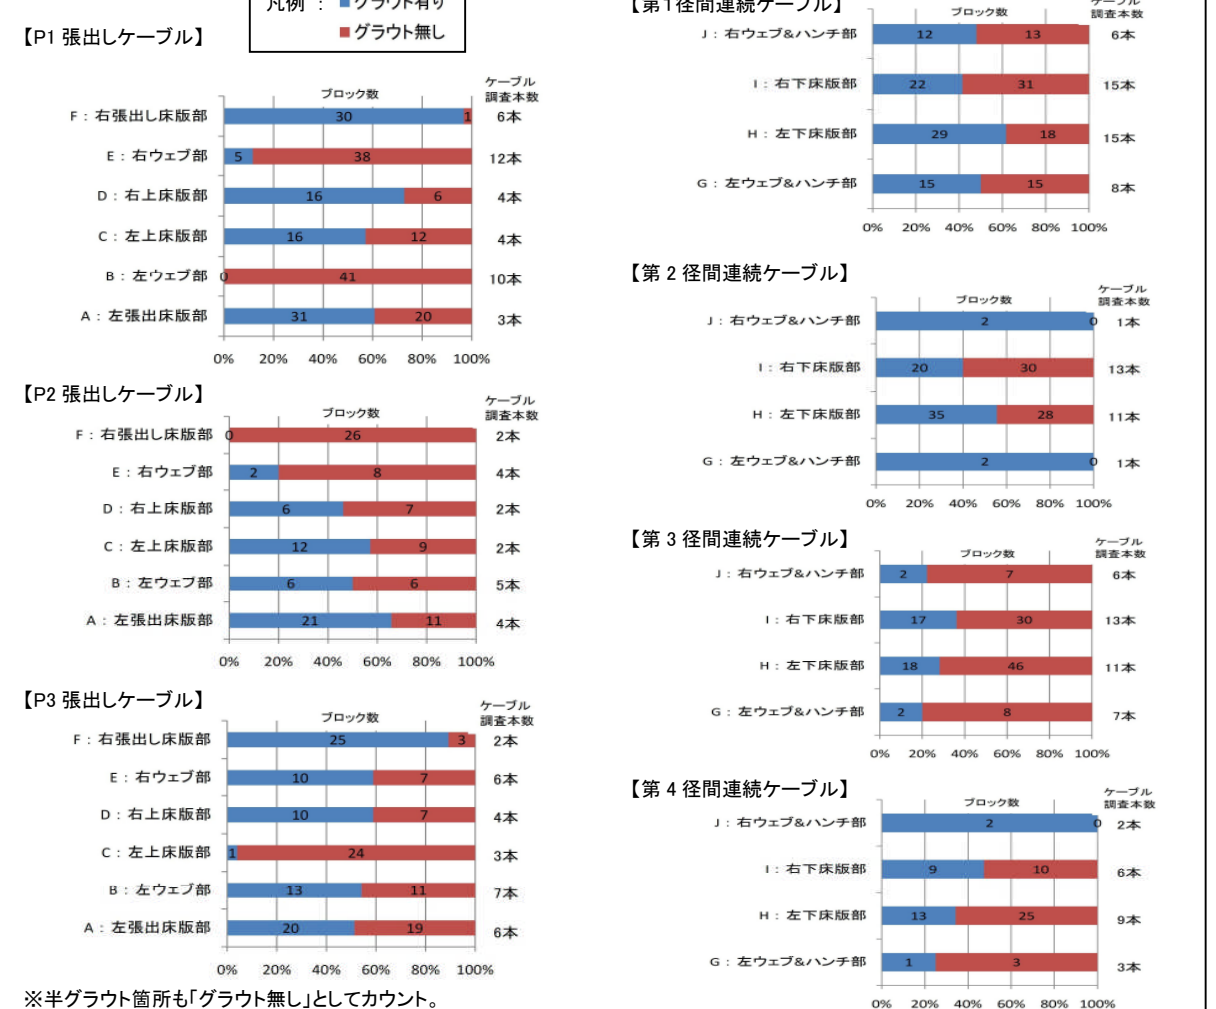 凡例 : ■グラウト有り
■グラウト無し
【P1 張出しケーブル】
ブロック数
ケーブル
調査本数
F : 右張出し床版部 30 1 6本
E : 右ウェブ部 5 38 12本
D : 右上床版部 16 6 4本
C : 左上床版部 16 12 4本
B : 左ウェブ部 0 41 10本
A : 左張出床版部 31 20 3本
0% 20% 40% 60% 80% 100%
【P2 張出しケーブル】
ブロック数
ケーブル
調査本数
F : 右張出し床版部 0 26 2本
E : 右ウェブ部 2 8 4本
D : 右上床版部 6 7 2本
C : 左上床版部 12 9 2本
B : 左ウェブ部 6 6 5本
A : 左張出床版部 21 11 4本
0% 20% 40% 60% 80% 100%
【P3 張出しケーブル】
ブロック数
ケーブル
調査本数
F : 右張出し床版部 25 3 2本
E : 右ウェブ部 10 7 6本
D : 右上床版部 10 7 4本
C : 左上床版部 1 24 3本
B : 左ウェブ部 13 11 7本
A : 左張出床版部 20 19 6本
0% 20% 40% 60% 80% 100%
※半グラウト箇所も「グラウト無し」としてカウント。
【第1径間連続ケーブル】
ブロック数
ケーブル
調査本数
J : 右ウェブ&ハンチ部 12 13 6本
I : 右下床版部 22 31 15本
H : 左下床版部 29 18 15本
G : 左ウェブ&ハンチ部 15 15 8本
0% 20% 40% 60% 80% 100%
【第 2 径間連続ケーブル】
ブロック数
ケーブル
調査本数
J : 右ウェブ&ハンチ部 2 0 1本
I : 右下床版部 20 30 13本
H : 左下床版部 35 28 11本
G : 左ウェブ&ハンチ部 2 0 1本
0% 20% 40% 60% 80% 100%
【第 3 径間連続ケーブル】
ブロック数
ケーブル
調査本数
J : 右ウェブ&ハンチ部 2 7 6本
I : 右下床版部 17 30 13本
H : 左下床版部 18 46 11本
G : 左ウェブ&ハンチ部 2 8 7本
0% 20% 40% 60% 80% 100%
【第 4 径間連続ケーブル】
ブロック数
ケーブル
調査本数
J : 右ウェブ&ハンチ部 2 0 2本
I : 右下床版部 9 10 6本
H : 左下床版部 13 25 9本
G : 左ウェブ&ハンチ部 1 3 3本
0% 20% 40% 60% 80% 100%